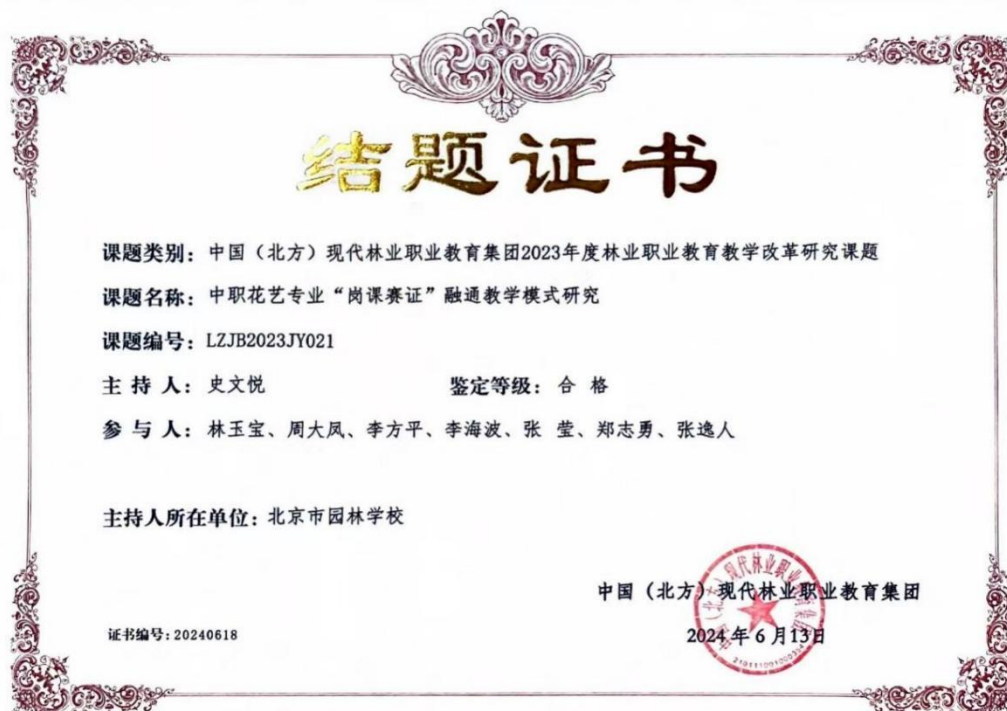 结题证书
课题类别：中国（北方）现代林业职业教育集团2023年度林业职业教育教学改革研究课题
课题名称：中职花艺专业“岗课赛证”融通教学模式研究
课题编号：LZJB2023JY021
主 持 人：史文悦 鉴定等级：合 格
参 与 人：林玉宝、周大凤、李方平、李海波、张 莹、郑志勇、张逸人
主持人所在单位：北京市园林学校
中国（北方）现代林业职业教育集团
证书编号：20240618
2024年6月13日